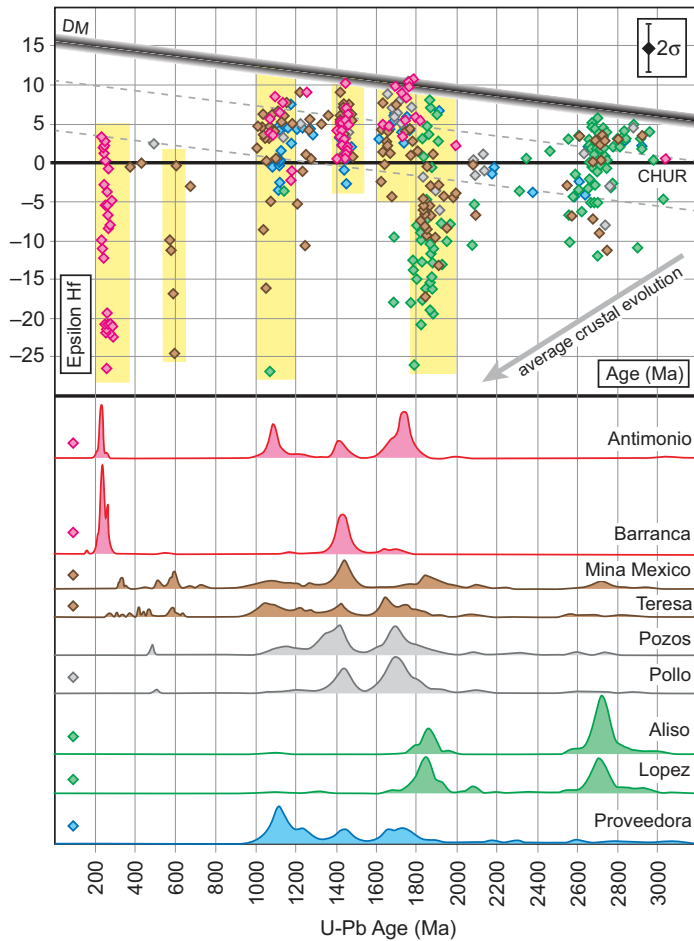 DM
2σ
15
10
5
0
–5
–10
–15
–20
–25
CHUR
Epsilon Hf
average crustal evolution
Age (Ma)
Antimonio
Barranca
Mina Mexico
Teresa
Pozos
Pollo
Aliso
Lopez
Proveedora
200 400 600 800 1000 1200 1400 1600 1800 2000 2200 2400 2600 2800 3000
U-Pb Age (Ma)